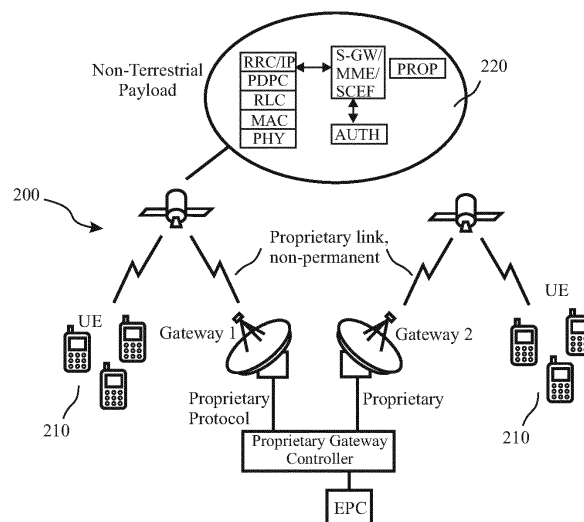 Non-Terrestrial
Payload
RRC/IP
PDPC
RLC
MAC
PHY
S-GW/
MME/
SCEF
PROP
AUTH
220
200
Proprietary link,
non-permanent
UE
Gateway 1
Gateway 2
UE
210
Proprietary
Protocol
Proprietary
210
Proprietary Gateway
Controller
EPC